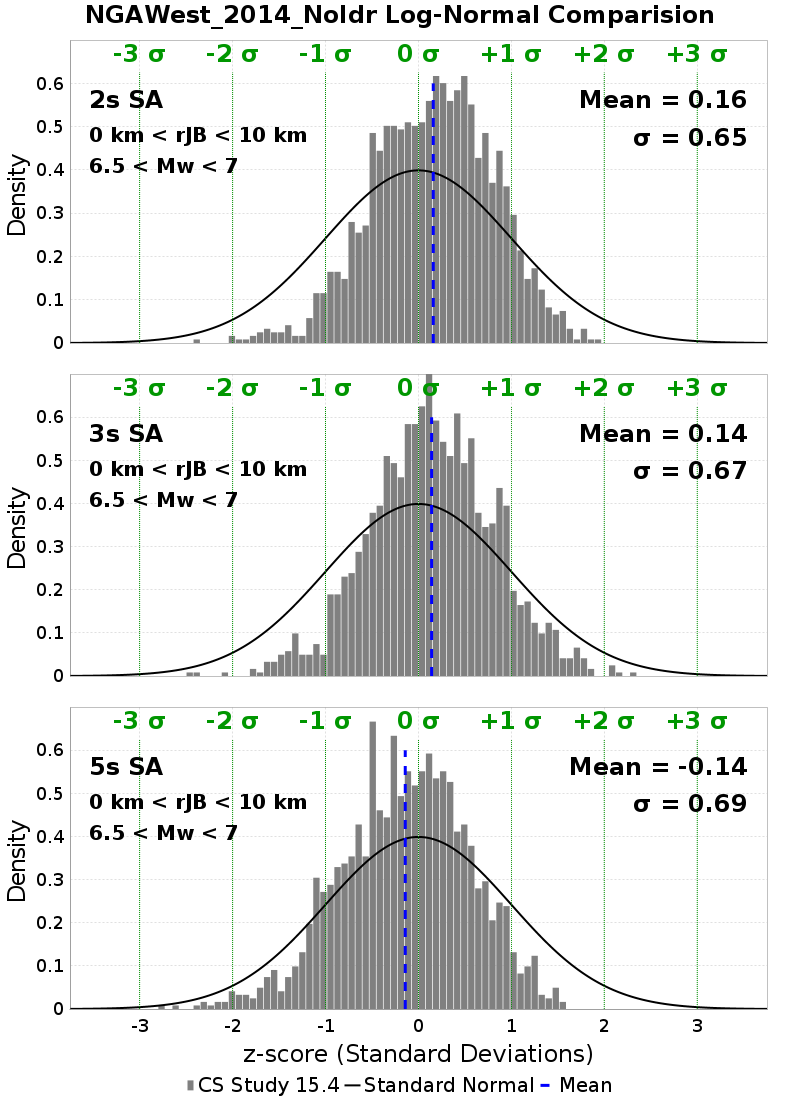 NGAWest_2014_NoIdr Log-Normal Comparision
-3 σ -2 σ -1 σ 0 σ +1 σ +2 σ +3 σ
2s SA
0 km < rJB < 10 km
6.5 < Mw < 7
Mean = 0.16
σ = 0.65
Density
0.6
0.5
0.4
0.3
0.2
0.1
0
-3 σ -2 σ -1 σ 0 σ +1 σ +2 σ +3 σ
3s SA
0 km < rJB < 10 km
6.5 < Mw < 7
Mean = 0.14
σ = 0.67
Density
0.6
0.5
0.4
0.3
0.2
0.1
0
-3 σ -2 σ -1 σ 0 σ +1 σ +2 σ +3 σ
5s SA
0 km < rJB < 10 km
6.5 < Mw < 7
Mean = -0.14
σ = 0.69
Density
0.6
0.5
0.4
0.3
0.2
0.1
0
-3 -2 -1 0 1 2 3
z-score (Standard Deviations)
CS Study 15.4 Standard Normal Mean